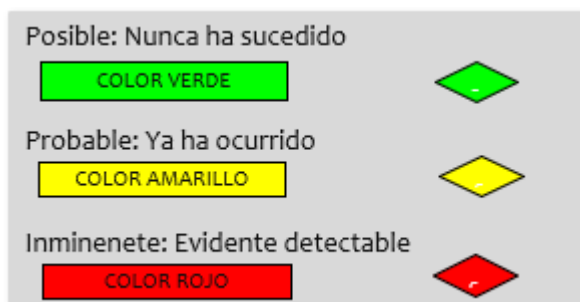 Posible: Nunca ha sucedido
COLOR VERDE
Probable: Ya ha ocurrido
COLOR AMARILLO
Inminenete: Evidente detectable
COLOR ROJO